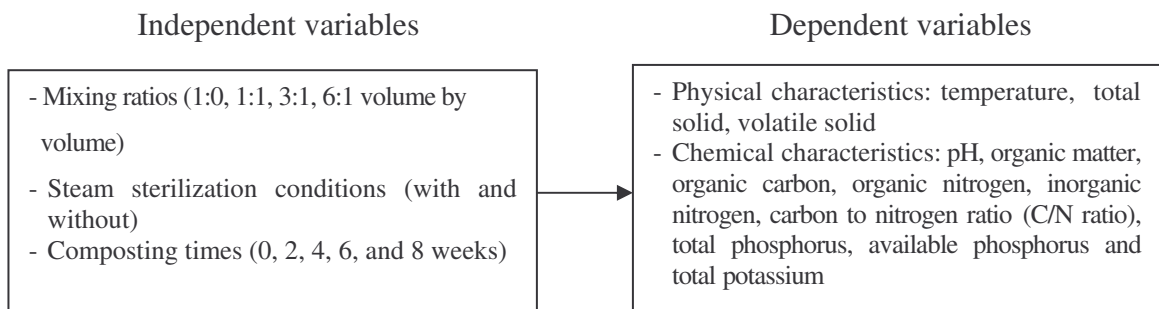 Independent variables
- Mixing ratios (1:0, 1:1, 3:1, 6:1 volume by
volume)
- Steam sterilization conditions (with and
without)
- Composting times (0, 2, 4, 6, and 8 weeks)
Dependent variables
- Physical characteristics: temperature, total
solid, volatile solid
- Chemical characteristics: pH, organic matter,
organic carbon, organic nitrogen, inorganic
nitrogen, carbon to nitrogen ratio (C/N ratio),
total phosphorus, available phosphorus and
total potassium